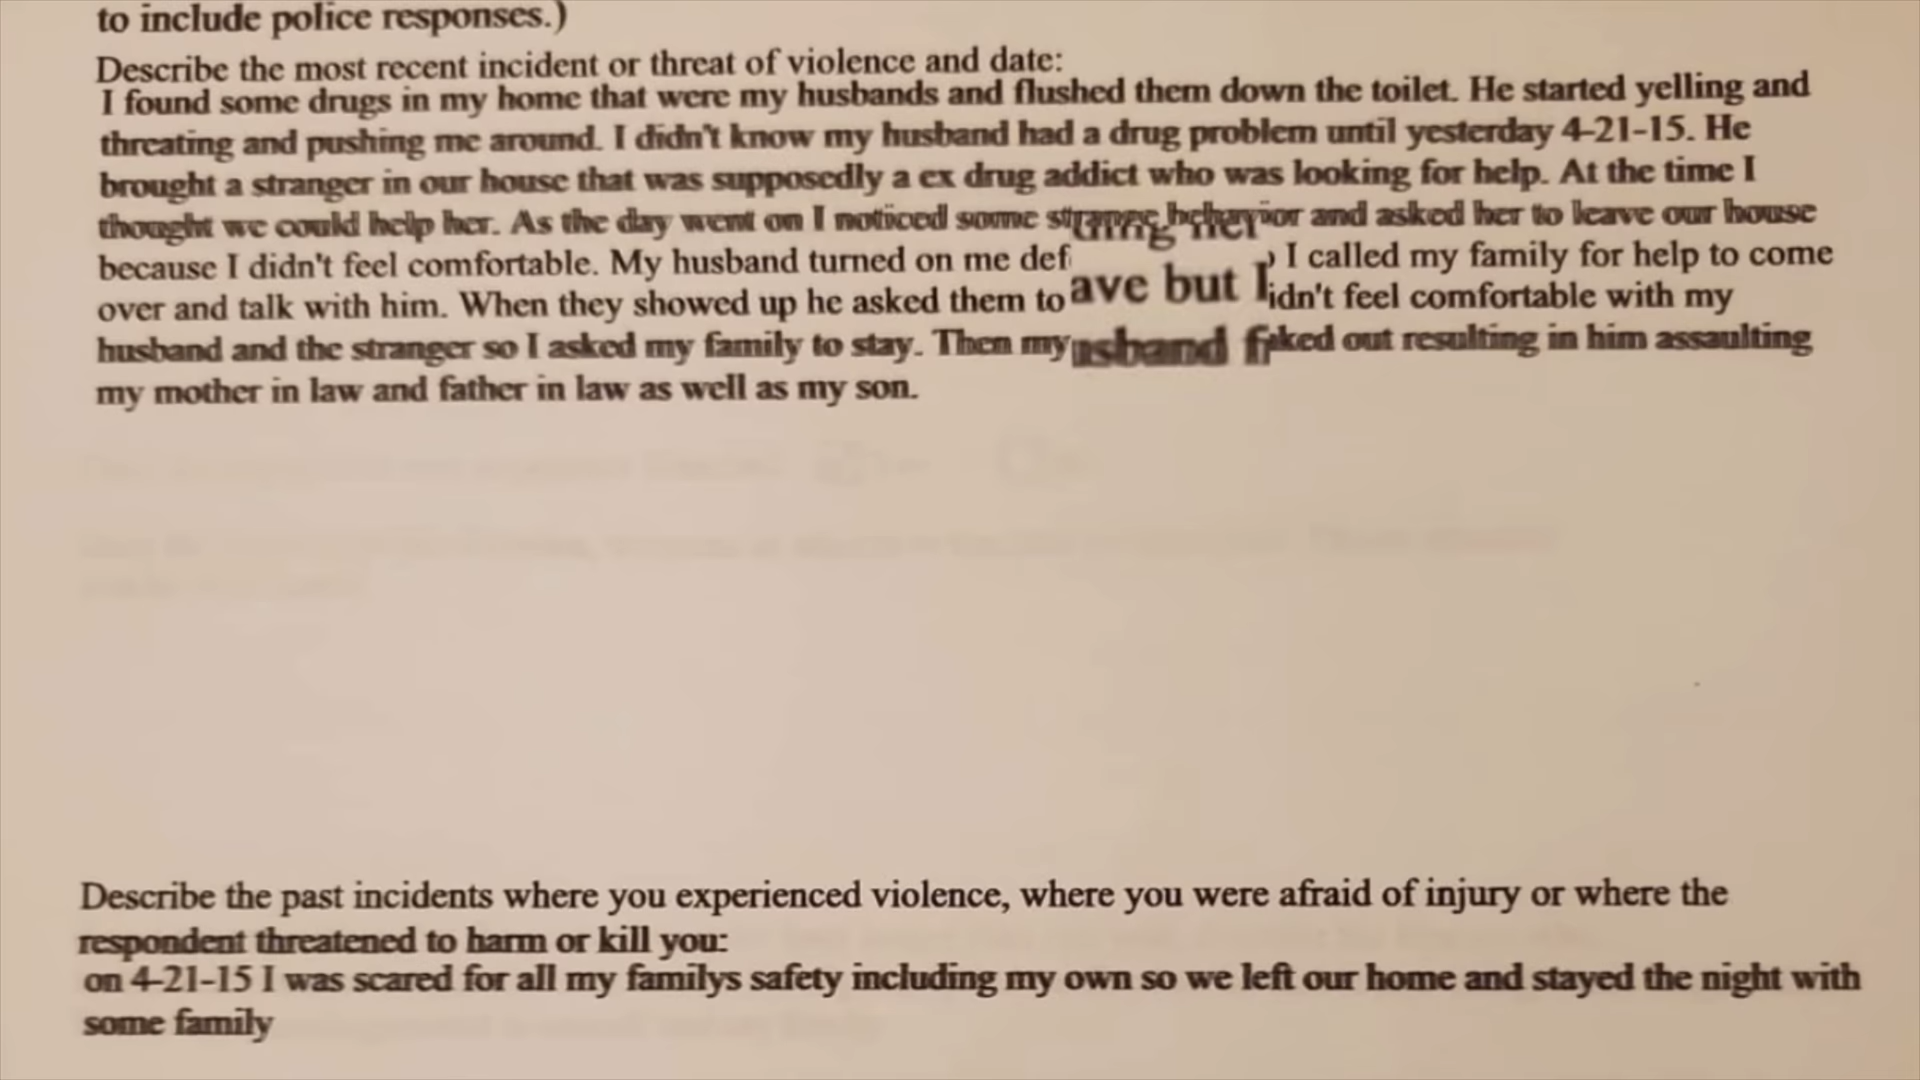 to include police responses.)
Describe the most recent incident or threat of violence and date:
I found some drugs in my home that were my husbands and flushed them down the toilet. He started yelling and
threating and pushing me around. I didn't know my husband had a drug problem until yesterday 4-21-15. He
brought a stranger in our house that was supposedly a ex drug addict who was looking for help. At the time I
thought we could help her. As the day went on I noticed some strange behavior and asked her to leave our house
because I didn't feel comfortable. My husband turned on me def I called my family for help to come
over and talk with him. When they showed up he asked them to ave but I idn't feel comfortable with my
husband and the stranger so I asked my family to stay. Then my usband f aked out resulting in him assaulting
my mother in law and father in law as well as my son.
Describe the past incidents where you experienced violence, where you were afraid of injury or where the
respondent threatened to harm or kill you:
on 4-21-15 I was scared for all my familys safety including my own so we left our home and stayed the night with
some family